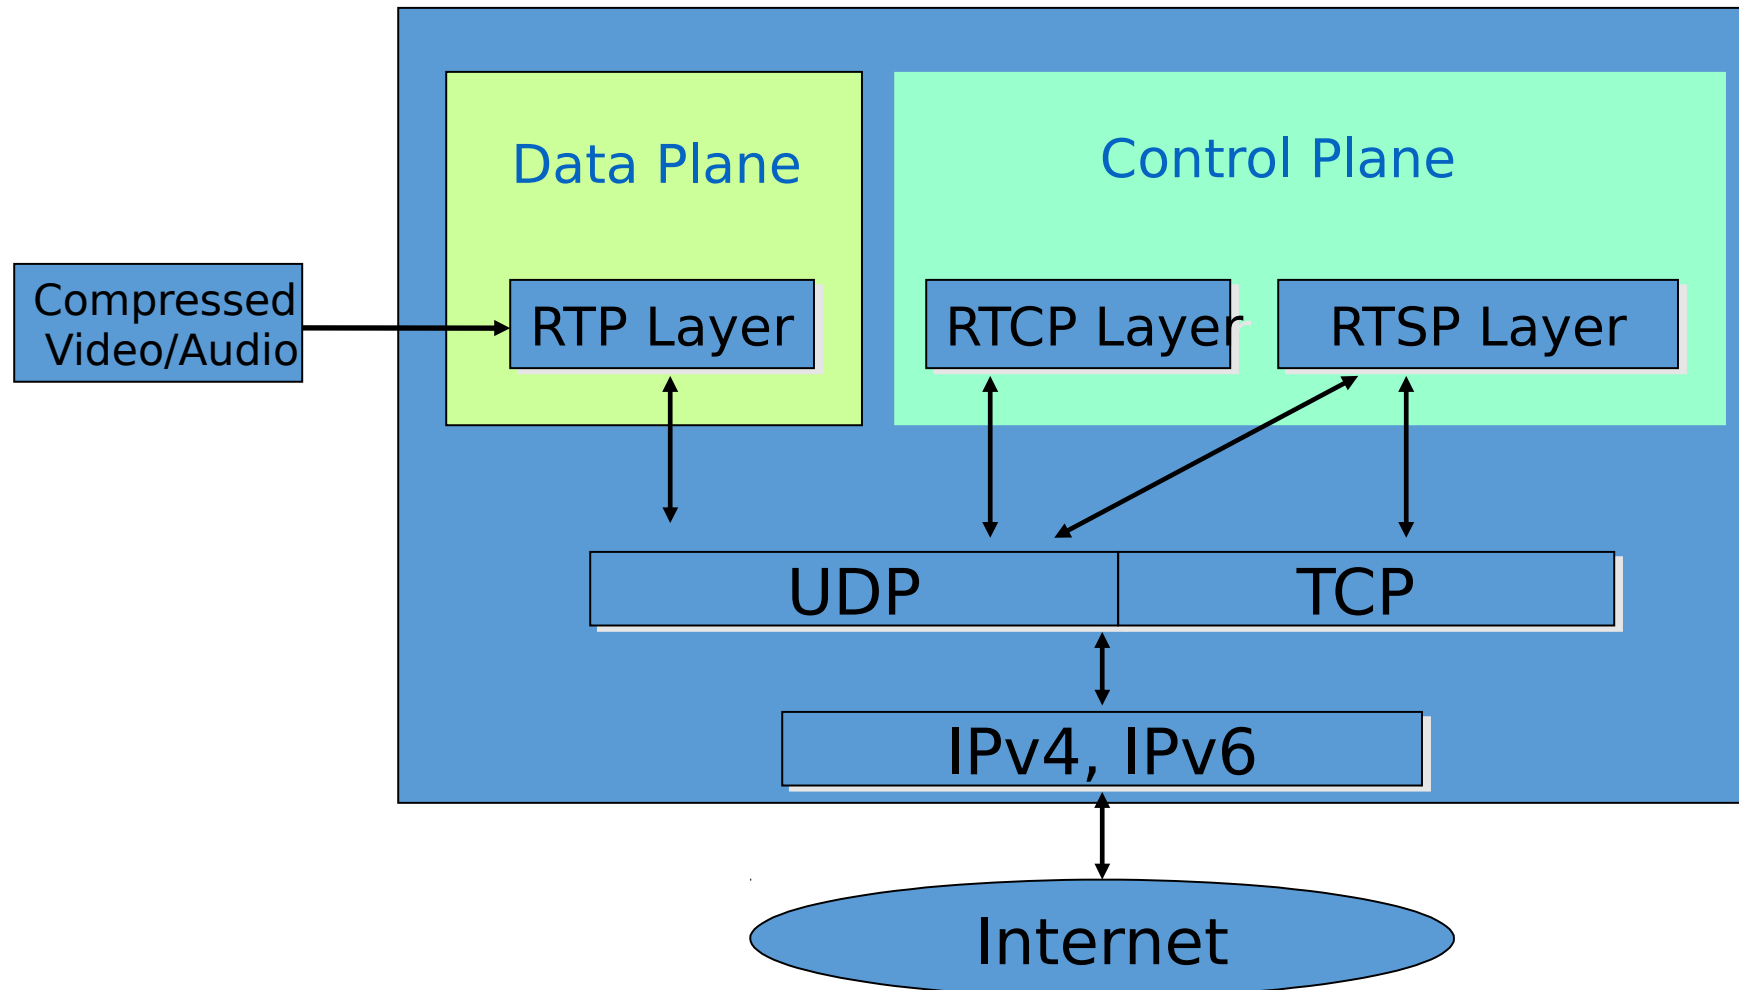 Data Plane
Control Plane
Compressed
Video/Audio
RTP Layer
RTCP Layer
RTSP Layer
UDP
TCP
IPv4, IPv6
Internet